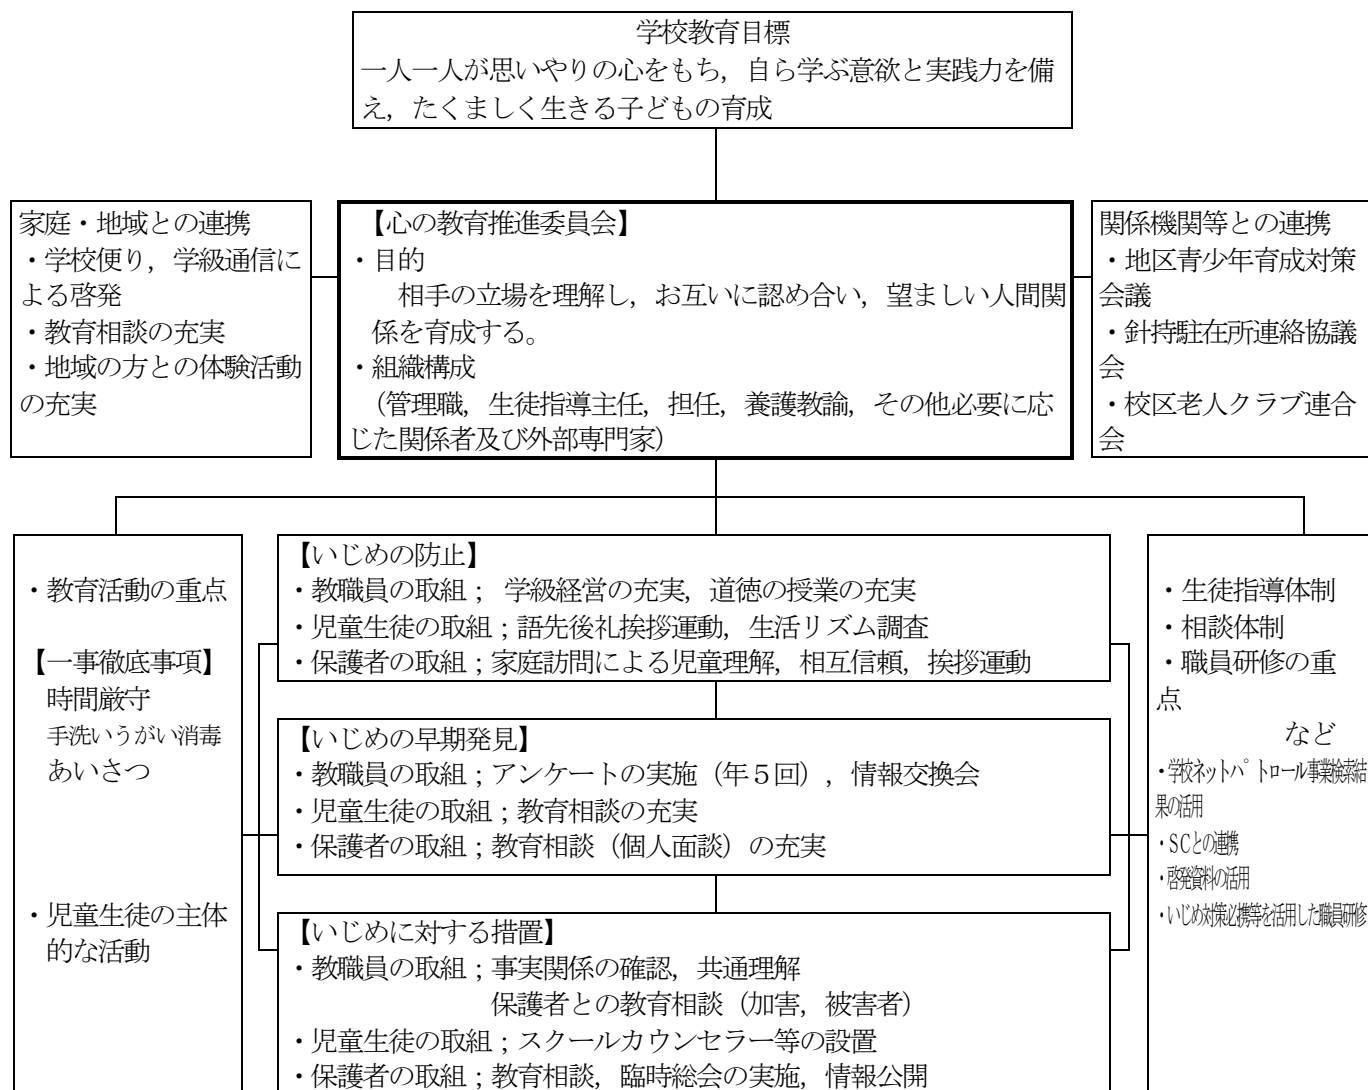 学校教育目標
一人一人が思いやりの心をもち，自ら学ぶ意欲と実践力を備
え，たくましく生きる子どもの育成
家庭・地域との連携
・学校便り，学級通信に
よる啓発
・教育相談の充実
・地域の方との体験活動
の充実
【心の教育推進委員会】
・目的
相手の立場を理解し，お互いに認め合い，望ましい人間関
係を育成する。
・組織構成
（管理職，生徒指導主任，担任，養護教諭，その他必要に応
じた関係者及び外部専門家）
関係機関等との連携
・地区青少年育成対策
会議
・針持駐在所連絡協議
会
・校区老人クラブ連合
会
・教育活動の重点
【一事徹底事項】
時間厳守
手洗いうがい消毒
あいさつ
・児童生徒の主体
的な活動
【いじめの防止】
・教職員の取組； 学級経営の充実，道徳の授業の充実
・児童生徒の取組；語先後礼挨拶運動，生活リズム調査
・保護者の取組；家庭訪問による児童理解，相互信頼，挨拶運動
【いじめの早期発見】
・教職員の取組；アンケートの実施（年５回），情報交換会
・児童生徒の取組；教育相談の充実
・保護者の取組；教育相談（個人面談）の充実
【いじめに対する措置】
・教職員の取組；事実関係の確認，共通理解
保護者との教育相談（加害，被害者）
・児童生徒の取組；スクールカウンセラー等の設置
・保護者の取組；教育相談，臨時総会の実施，情報公開
・生徒指導体制
・相談体制
・職員研修の重
点
など
・学校ネットパトロール事業検索結
果の活用
・ＳＣとの連携
・啓発資料の活用
・いじめ対策必携等を活用した職員研修